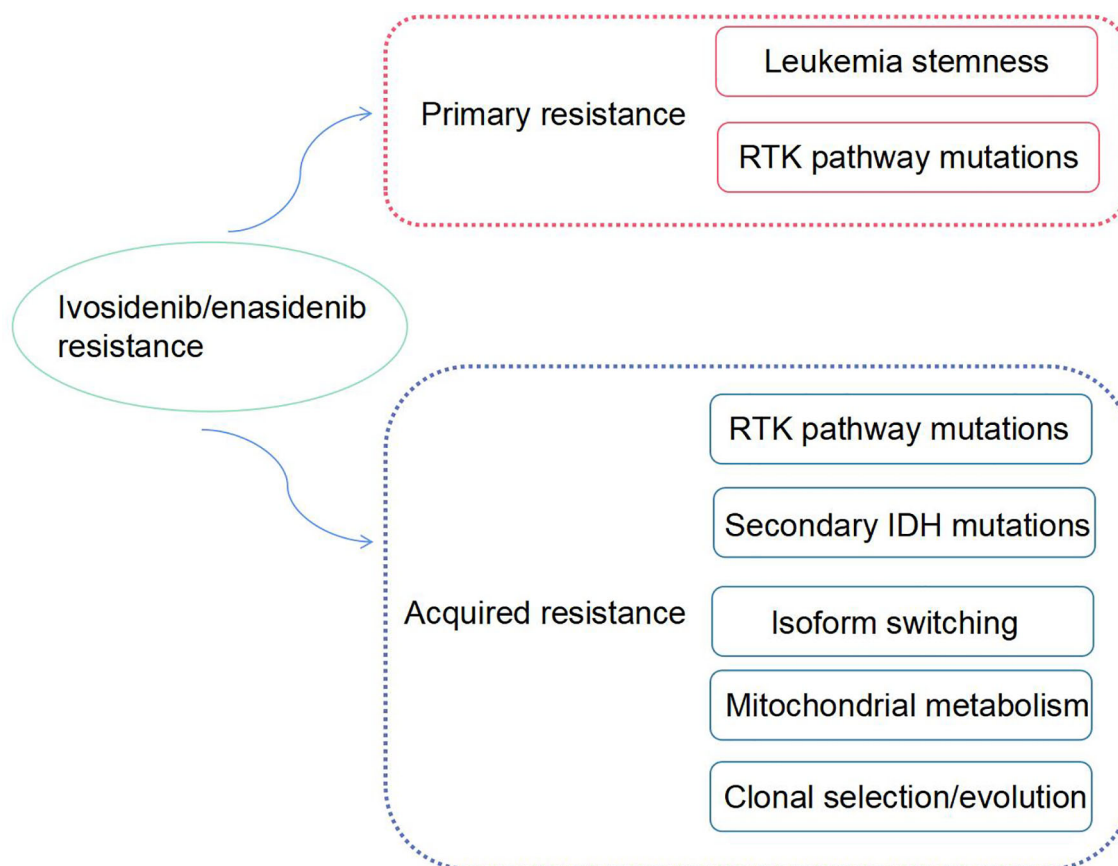 Ivosidenib/enasidenib
resistance
Primary resistance
Leukemia stemness
RTK pathway mutations
Acquired resistance
RTK pathway mutations
Secondary IDH mutations
Isoform switching
Mitochondrial metabolism
Clonal selection/evolution